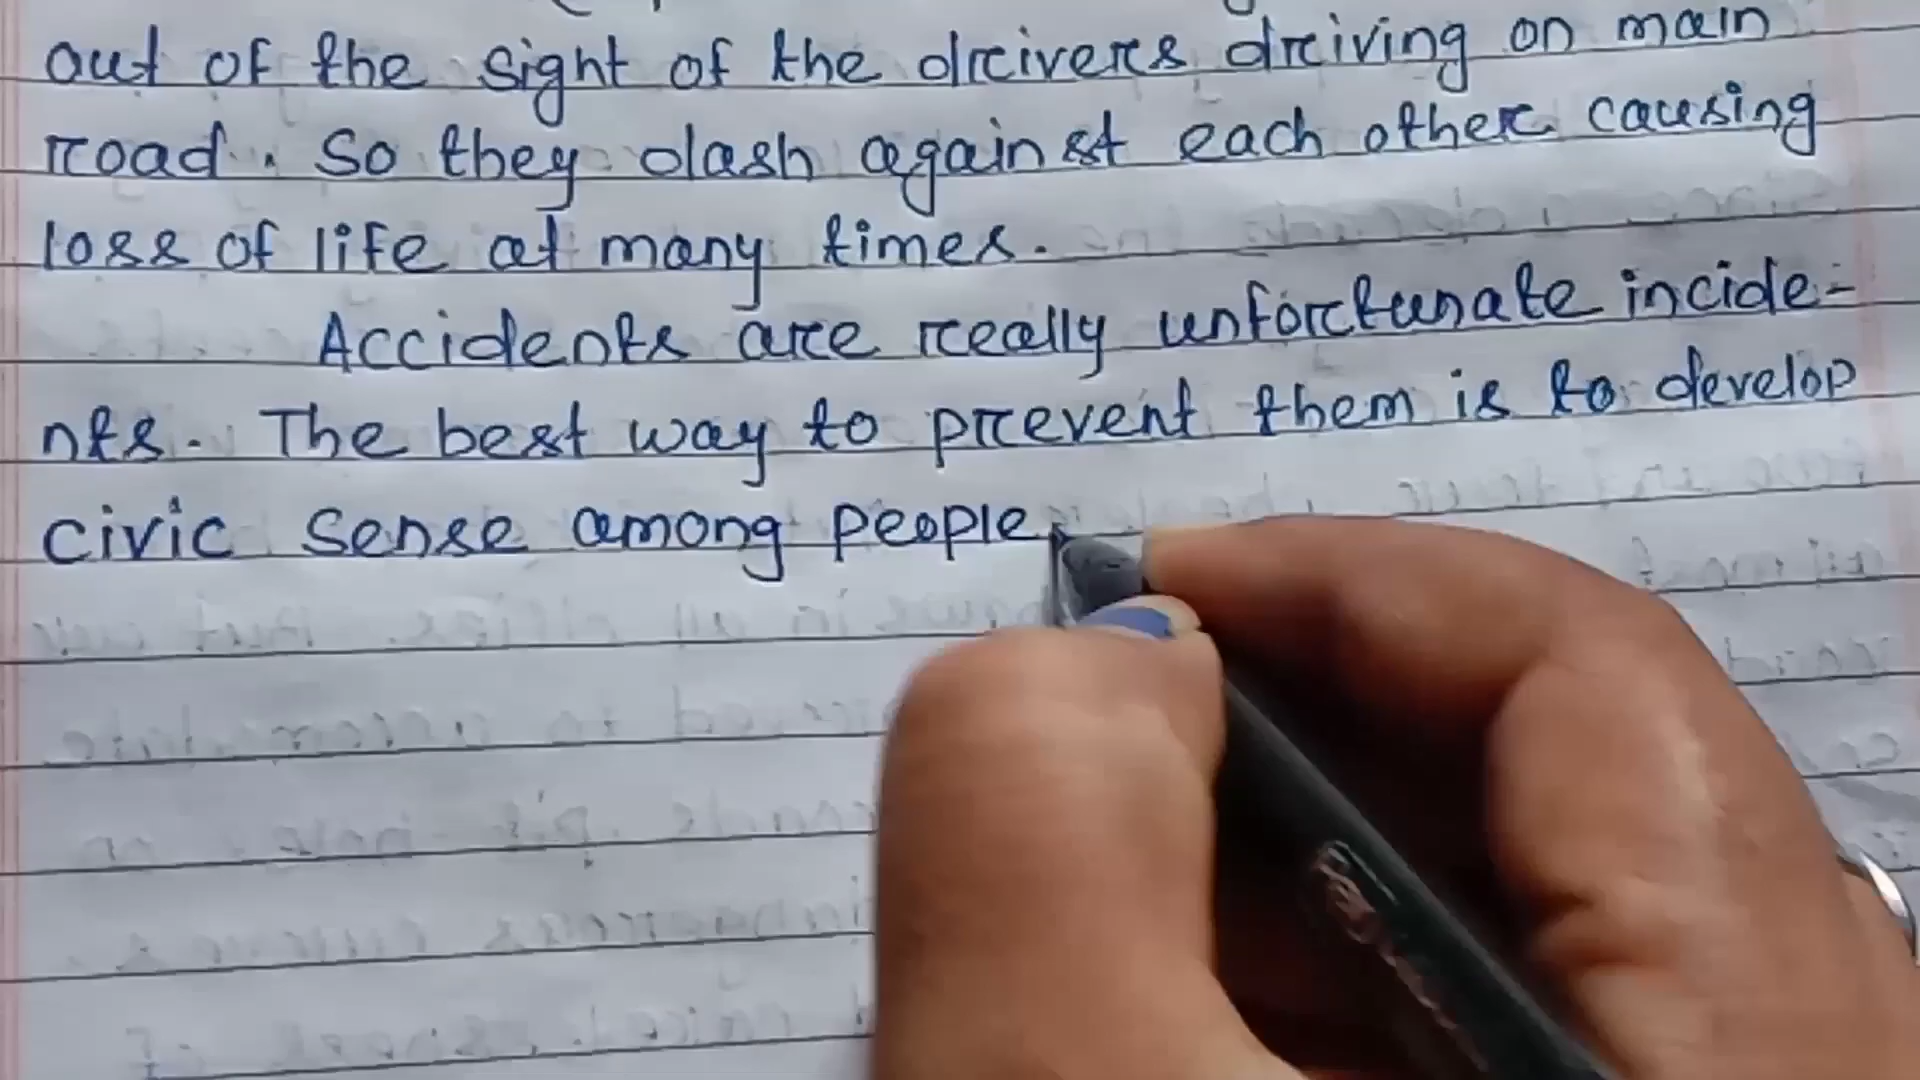 out of the sight of the drivers driving on main
road. So they clash against each other causing
loss of life at many times.
Accidents are really unfortunate incide-
nts. The best way to prevent them is to develop
civic sense among people.